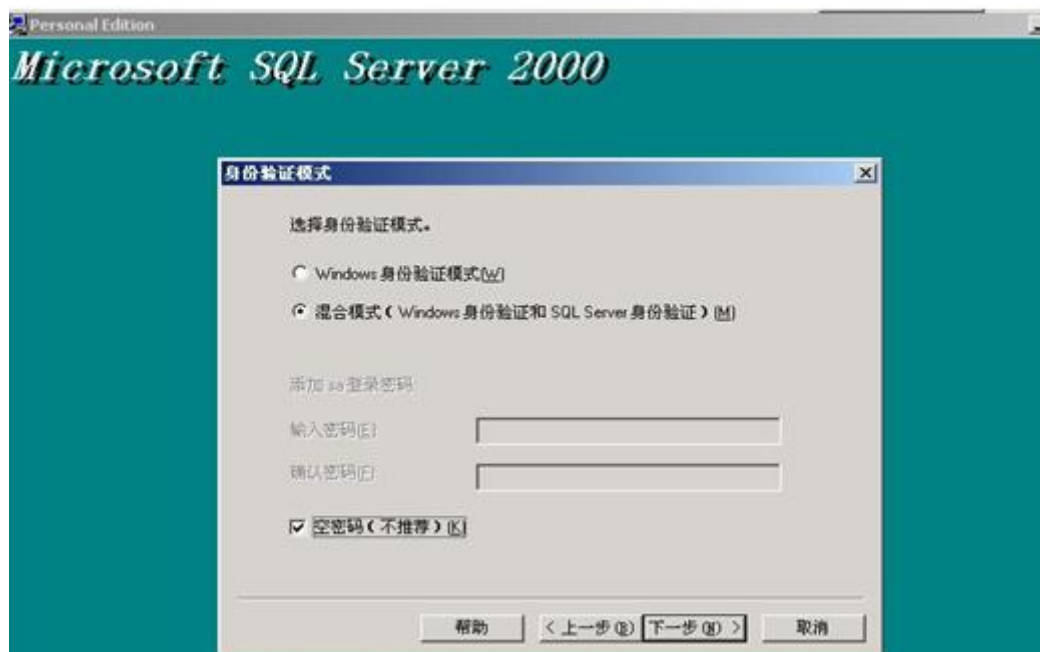 Personal Edition
Microsoft SQL Server 2000
身份验证模式
选择身份验证模式。
Windows 身份验证模式(W)
混合模式(Windows 身份验证和 SQL Server 身份验证)(M)
添加 sa 登录密码:
输入密码(E):
确认密码(F):
空密码(不推荐)(K)
帮助 <上一步(B) 下一步(N)> 取消